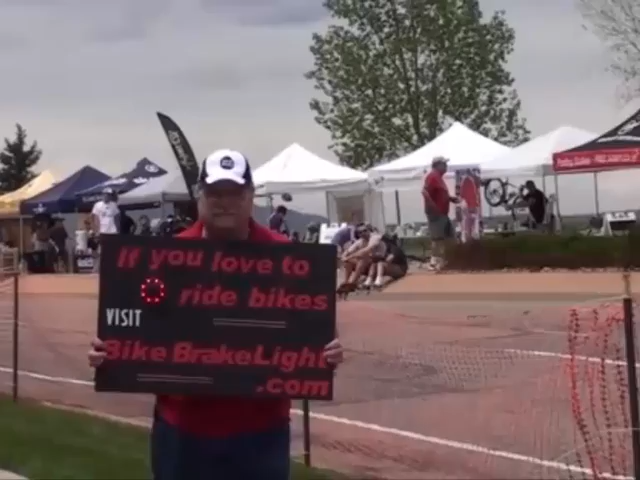 If you love to
ride bikes
VISIT
BikeBrakeLight
.com